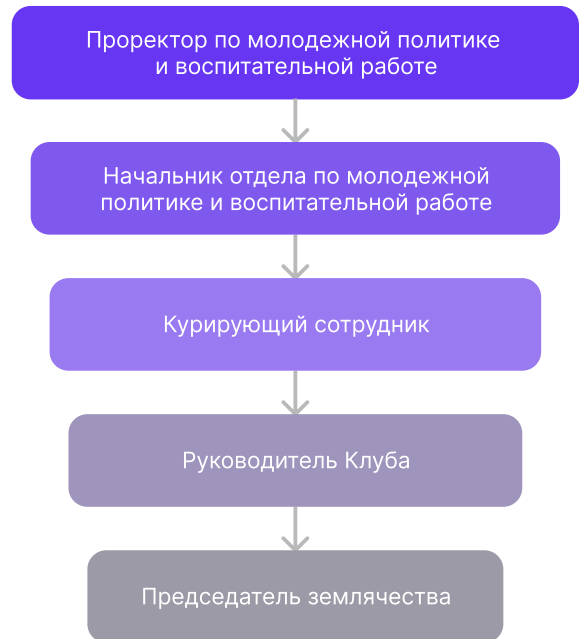 Проректор по молодежной политике
и воспитательной работе
Начальник отдела по молодежной
политике и воспитательной работе
Курирующий сотрудник
Руководитель Клуба
Председатель землячества